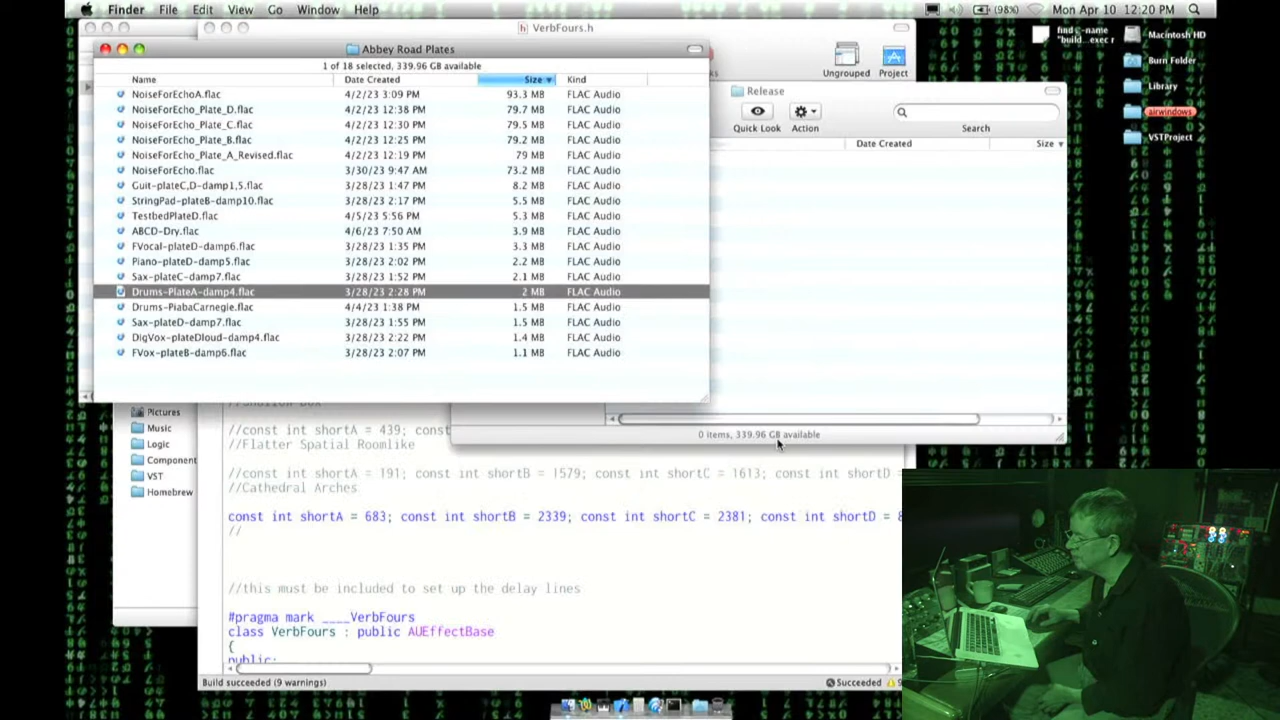 Finder File Edit View Go Window Help (98%) Mon Apr 10 12:20 PM
VerbFours.h
find C-name
"build...exec r
Macintosh HD
Abbey Road Plates
1 of 18 selected, 339.96 GB available
Burn Folder
Ungrouped Project
Name Date Created Size Kind
Library
NoiseForEchoA.flac 4/2/23 3:09 PM 93.3 MB FLAC Audio
Release
NoiseForEcho_Plate_D.flac 4/2/23 12:38 PM 79.7 MB FLAC Audio
airwindows
NoiseForEcho_Plate_C.flac 4/2/23 12:30 PM 79.5 MB FLAC Audio
Quick Look Action Search
NoiseForEcho_Plate_B.flac 4/2/23 12:25 PM 79.2 MB FLAC Audio
VSTProject
Date Created Size
NoiseForEcho_Plate_A_Revised.flac 4/2/23 12:19 PM 79 MB FLAC Audio
NoiseForEcho.flac 3/30/23 9:47 AM 73.2 MB FLAC Audio
Guit-plateC,D-damp1,5.flac 3/28/23 1:47 PM 8.2 MB FLAC Audio
StringPad-plateB-damp10.flac 3/28/23 2:17 PM 5.5 MB FLAC Audio
TestbedPlateD.flac 4/5/23 5:56 PM 5.3 MB FLAC Audio
ABCD-Dry.flac 4/6/23 7:50 AM 3.9 MB FLAC Audio
FVocal-plateD-damp6.flac 3/28/23 1:35 PM 3.3 MB FLAC Audio
Piano-plateD-damp5.flac 3/28/23 2:02 PM 2.2 MB FLAC Audio
Sax-plateC-damp7.flac 3/28/23 1:52 PM 2.1 MB FLAC Audio
Drums-PlateA-damp4.flac 3/28/23 2:28 PM 2 MB FLAC Audio
Drums-PiabaCarnegie.flac 4/4/23 1:38 PM 1.5 MB FLAC Audio
Sax-plateD-damp7.flac 3/28/23 1:55 PM 1.5 MB FLAC Audio
DigVox-plateDloud-damp4.flac 3/28/23 2:22 PM 1.4 MB FLAC Audio
FVox-plateB-damp6.flac 3/28/23 2:07 PM 1.1 MB FLAC Audio
0 items, 339.96 GB available
Pictures
Music
Logic
Component
VST
Homebrew
//const int shortA = 439; const
//Flatter Spatial Roomlike
//const int shortA = 191; const int shortB = 1579; const int shortC = 1613; const int shortD =
//Cathedral Arches
const int shortA = 683; const int shortB = 2339; const int shortC = 2381; const int shortD =
//
//this must be included to set up the delay lines
#pragma mark ____VerbFours
class VerbFours : public AUEffectBase
{
public:
Build succeeded (9 warnings) Succeeded 9